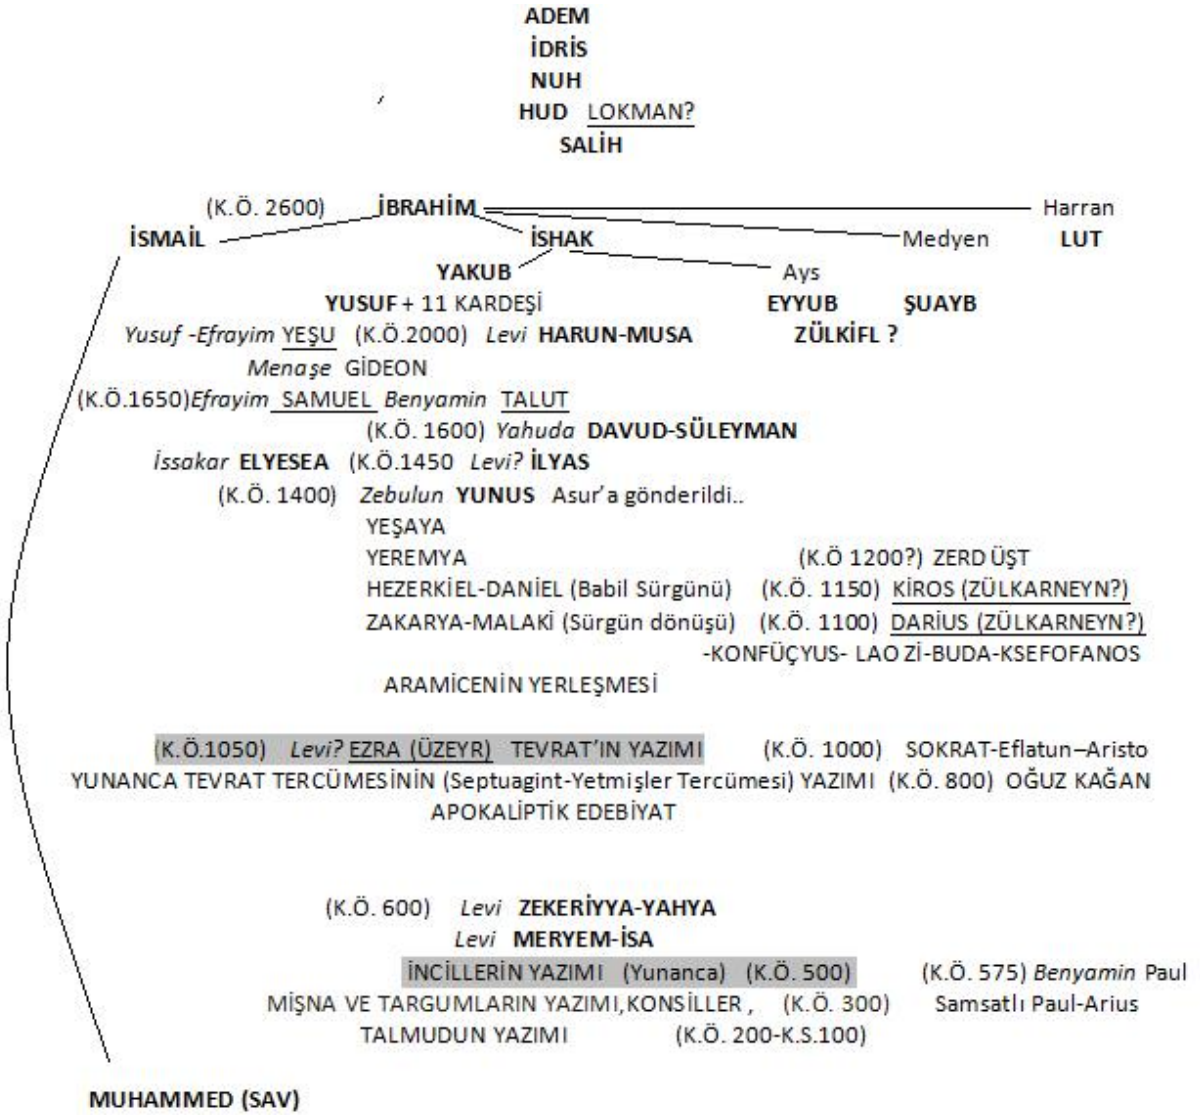 ADEM
İDRİS
NUH
HUD LOKMAN?
SALİH
(K.Ö. 2600) İBRAHİM Harran
İSMAİL İSHAK Medyen LUT
YAKUB Ays
YUSUF + 11 KARDEŞİ EYYUB ŞUAYB
Yusuf -Efrayim YEŞU (K.Ö.2000) Levi HARUN-MUSA ZÜLKİFL ?
Menaşe GİDEON
(K.Ö.1650)Efrayim SAMUEL Benyamin TALUT
(K.Ö. 1600) Yahuda DAVUD-SÜLEYMAN
İssakar ELYESEA (K.Ö.1450 Levi? İLYAS
(K.Ö. 1400) Zebulun YUNUS Asur'a gönderildi..
YEŞAYA
YEREMYA (K.Ö 1200?) ZERDÜŞT
HEZERKİEL-DANİEL (Babil Sürgünü) (K.Ö. 1150) KİROS (ZÜLKARNEYN?)
ZAKARYA-MALAKİ (Sürgün dönüşü) (K.Ö. 1100) DARİUS (ZÜLKARNEYN?)
-KONFÜÇYUS- LAO Zİ-BUDA-KSEFOFANOS
ARAMİCENİN YERLEŞMESİ
(K.Ö.1050) Levi? EZRA (ÜZEYR) TEVRAT'IN YAZIMI (K.Ö. 1000) SOKRAT-Eflatun–Aristo
YUNANCA TEVRAT TERCÜMESİNİN (Septuagint-Yetmişler Tercümesi) YAZIMI (K.Ö. 800) OĞUZ KAĞAN
APOKALİPTİK EDEBİYAT
(K.Ö. 600) Levi ZEKERİYYA-YAHYA
Levi MERYEM-İSA
İNCİLLERİN YAZIMI (Yunanca) (K.Ö. 500) (K.Ö. 575) Benyamin Paul
MİŞNA VE TARGUMLARIN YAZIMI,KONSİLLER , (K.Ö. 300) Samsatlı Paul-Arius
TALMUDUN YAZIMI (K.Ö. 200-K.S.100)
MUHAMMED (SAV)